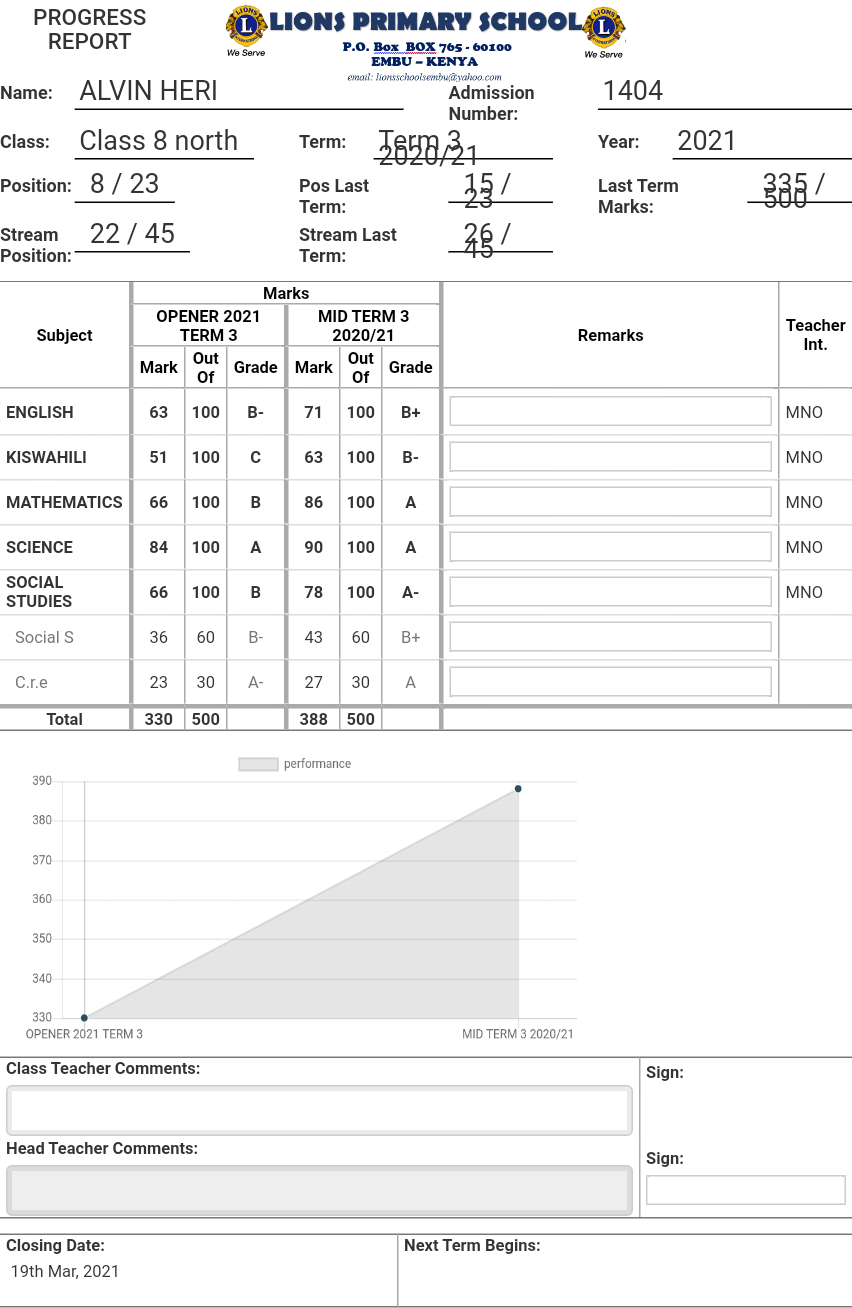 PROGRESS
REPORT
LIONS PRIMARY SCHOOL
We Serve
We Serve
P.O. Box BOX 765 - 60100
EMBU – KENYA
email: lionsschoolsembu@yahoo.com
Name: ALVIN HERI Admission Number: 1404
Class: Class 8 north Term: Term 3 2020/21 Year: 2021
Position: 8 / 23 Pos Last Term: 15 / 23 Last Term Marks: 335 / 500
Stream Position: 22 / 45 Stream Last Term: 26 / 45
Marks
Subject OPENER 2021 TERM 3 MID TERM 3 2020/21 Remarks Teacher Int.
Mark Out Of Grade Mark Out Of Grade
ENGLISH 63 100 B- 71 100 B+ MNO
KISWAHILI 51 100 C 63 100 B- MNO
MATHEMATICS 66 100 B 86 100 A MNO
SCIENCE 84 100 A 90 100 A MNO
SOCIAL STUDIES 66 100 B 78 100 A- MNO
Social S 36 60 B- 43 60 B+
C.r.e 23 30 A- 27 30 A
Total 330 500 388 500
performance
390
380
370
360
350
340
330
OPENER 2021 TERM 3 MID TERM 3 2020/21
Class Teacher Comments: Sign:
Head Teacher Comments: Sign:
Closing Date: Next Term Begins:
19th Mar, 2021